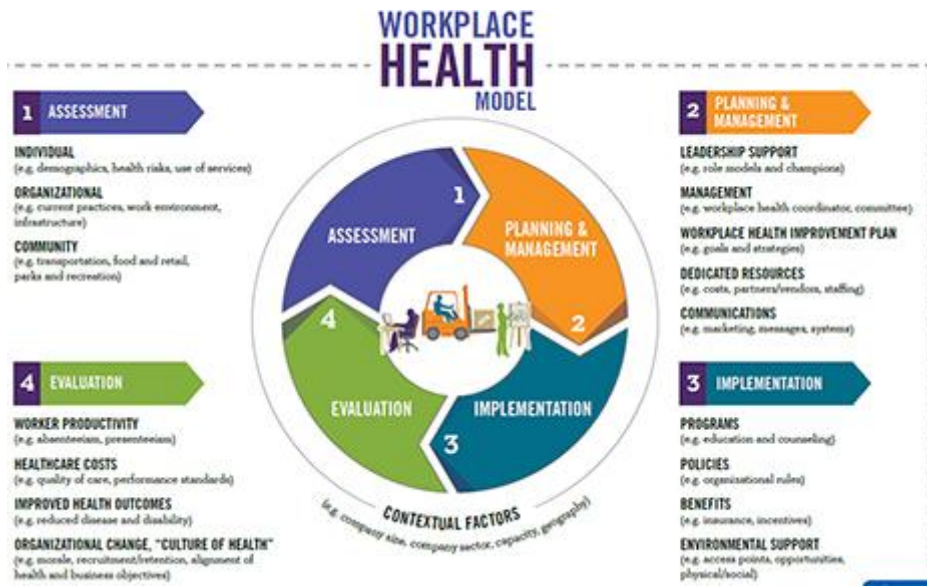 WORKPLACE
HEALTH
MODEL
1 ASSESSMENT
INDIVIDUAL
(e.g. demographics, health risks, use of services)
ORGANIZATIONAL
(e.g. current practices, work environment,
infrastructure)
COMMUNITY
(e.g. transportation, food and retail,
parks and recreation)
2 PLANNING &
MANAGEMENT
LEADERSHIP SUPPORT
(e.g. role models and champions)
MANAGEMENT
(e.g. workplace health coordinator, committee)
WORKPLACE HEALTH IMPROVEMENT PLAN
(e.g. goals and strategies)
DEDICATED RESOURCES
(e.g. costs, partners/vendors, staffing)
COMMUNICATIONS
(e.g. marketing, messages, systems)
1
ASSESSMENT
PLANNING &
MANAGEMENT
2
4
EVALUATION
IMPLEMENTATION
3
CONTEXTUAL FACTORS
(e.g. company size, company sector, capacity, geography)
4 EVALUATION
WORKER PRODUCTIVITY
(e.g. absenteeism, presenteeism)
HEALTHCARE COSTS
(e.g. quality of care, performance standards)
IMPROVED HEALTH OUTCOMES
(e.g. reduced disease and disability)
ORGANIZATIONAL CHANGE, "CULTURE OF HEALTH"
(e.g. morale, recruitment/retention, alignment of
health and business objectives)
3 IMPLEMENTATION
PROGRAMS
(e.g. education and counseling)
POLICIES
(e.g. organizational rules)
BENEFITS
(e.g. insurance, incentives)
ENVIRONMENTAL SUPPORT
(e.g. access points, opportunities,
physical/social)